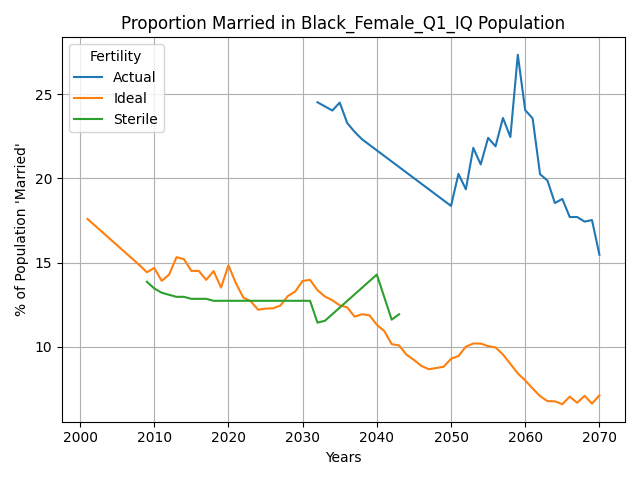 Proportion Married in Black_Female_Q1_IQ Population
Fertility
Actual
Ideal
Sterile
% of Population 'Married'
25
20
15
10
2000 2010 2020 2030 2040 2050 2060 2070
Years